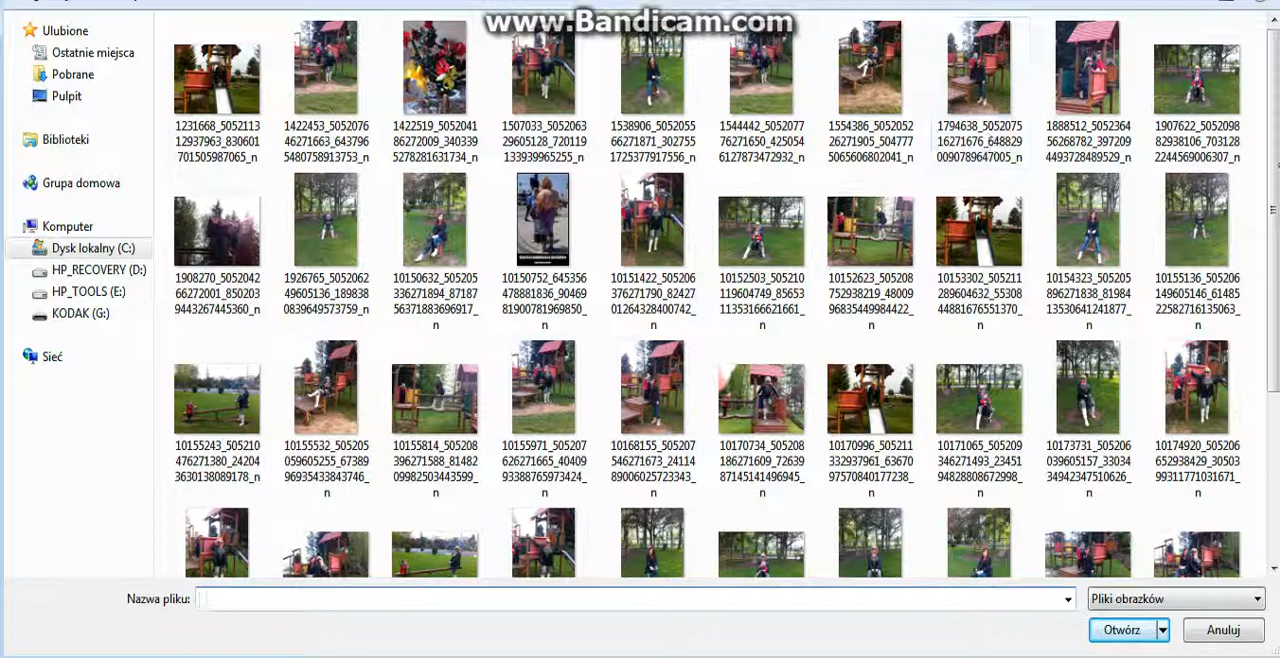 www.Bandicam.com
Ulubione
Ostatnie miejsca
Pobrane
Pulpit
Biblioteki
Grupa domowa
Komputer
Dysk lokalny (C:)
HP_RECOVERY (D:)
HP_TOOLS (E:)
KODAK (G:)
Sieć
1231668_5052113
12937963_830601
701505987065_n
1422453_5052076
46271663_643796
5480758913753_n
1422519_5052041
86272009_340339
5278281631734_n
1507033_5052063
29605128_720119
133939965255_n
1538906_5052055
66271871_302755
1725377917556_n
1544442_5052077
76271650_425054
6127873472932_n
1554386_5052052
26271905_504777
5065606802041_n
1794638_5052075
16271676_648829
0090789647005_n
1888512_5052364
56268782_397209
4493728489529_n
1907622_5052098
82938106_703128
2244569006307_n
1908270_5052042
66272001_850203
9443267445360_n
1926765_5052062
49605136_189838
0839649573759_n
10150632_505205
336271894_87187
56371883696917_
n
10150752_645356
478881836_90469
81900781969850_
n
10151422_505206
376271790_82427
01264328400742_
n
10152503_505210
119604749_85653
11353166621661_
n
10152623_505208
752938219_48009
96835449984422_
n
10153302_505211
289604632_55308
44881676551370_
n
10154323_505205
896271838_81984
13530641241877_
n
10155136_505206
149605146_61485
22582716135063_
n
10155243_505210
476271380_24204
3630138089178_n
10155532_505205
059605255_67389
96935433843746_
n
10155814_505208
396271588_81482
09982503443599_
n
10155971_505207
626271665_40409
93388765973424_
n
10168155_505207
546271673_24114
89006025723343_
n
10170734_505208
186271609_72639
87145141496945_
n
10170996_505211
332937961_63670
97570840177238_
n
10171065_505209
346271493_23451
94828808672998_
n
10173731_505206
039605157_33034
34942347510626_
n
10174920_505206
652938429_30503
99311771031671_
n
Nazwa pliku:
Pliki obrazków
Otwórz
Anuluj